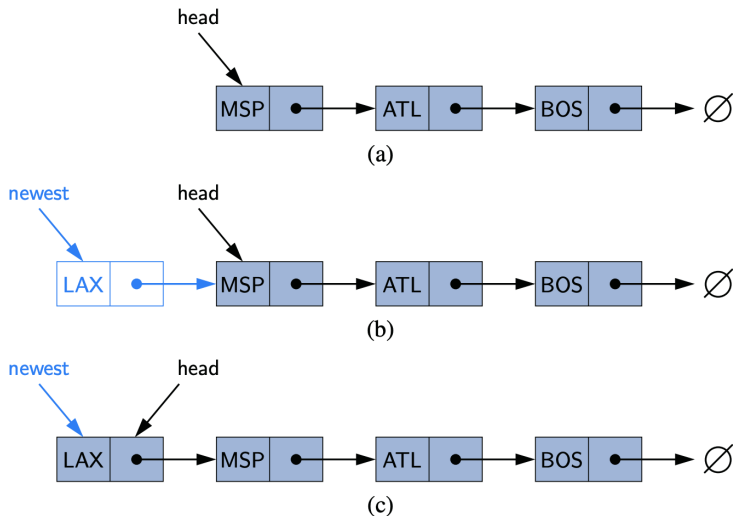 head
MSP ATL BOS ∅
(a)
newest head
LAX MSP ATL BOS ∅
(b)
newest head
LAX MSP ATL BOS ∅
(c)